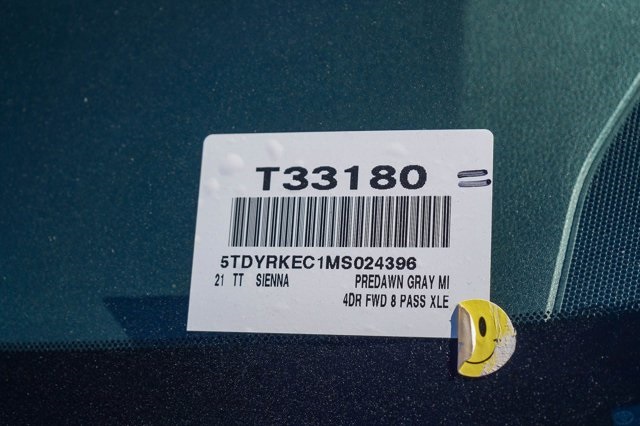 T33180
5TDYRKEC1MS024396
21 TT SIENNA PREDAWN GRAY MI
4DR FWD 8 PASS XLE